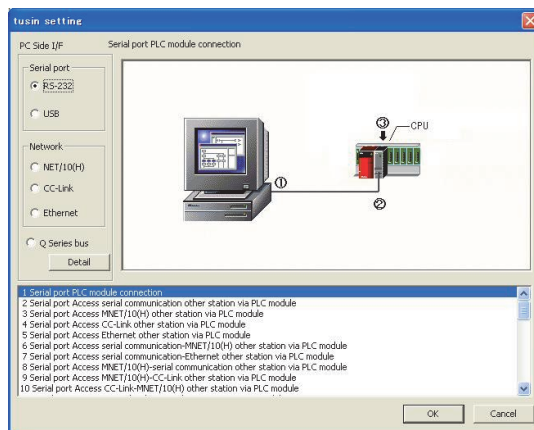 tusin setting
PC Side I/F
Serial port PLC module connection
Serial port
RS-232
USB
Network
NET/10(H)
CC-Link
Ethernet
Q Series bus
Detail
③
CPU
①
②
1 Serial port PLC module connection
2 Serial port Access serial communication other station via PLC module
3 Serial port Access MNET/10(H) other station via PLC module
4 Serial port Access CC-Link other station via PLC module
5 Serial port Access Ethernet other station via PLC module
6 Serial port Access serial communication-MNET/10(H) other station via PLC module
7 Serial port Access serial communication-Ethernet other station via PLC module
8 Serial port Access MNET/10(H)-serial communication other station via PLC module
9 Serial port Access MNET/10(H)-CC-Link other station via PLC module
10 Serial port Access CC-Link-MNET/10(H) other station via PLC module
OK
Cancel